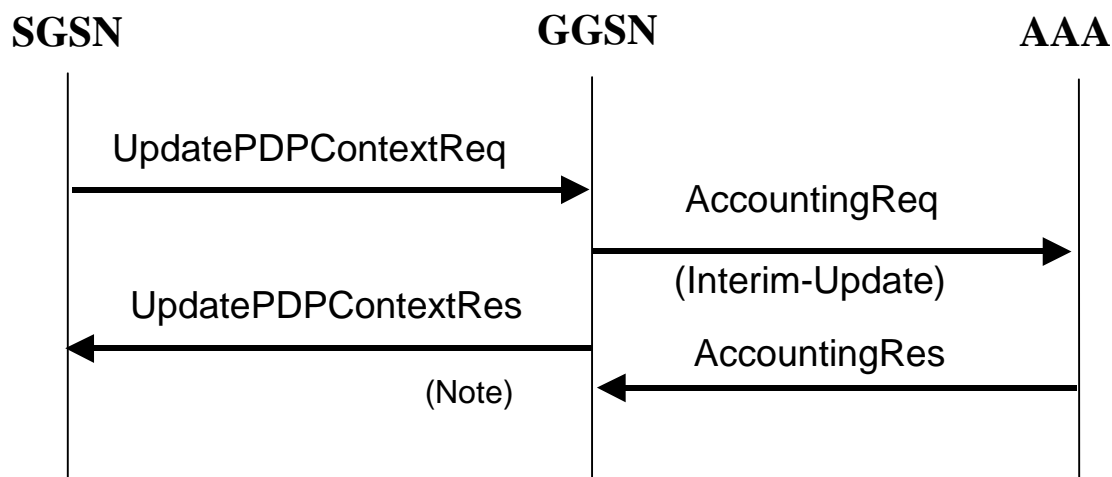 SGSN GGSN AAA
UpdatePDPContextReq
AccountingReq
(Interim-Update)
UpdatePDPContextRes
AccountingRes
(Note)